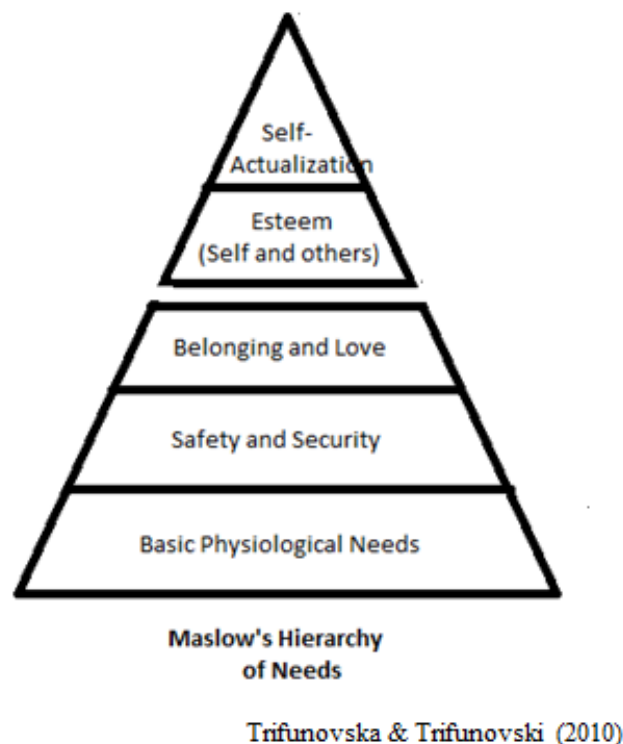 Self-
Actualization
Esteem
(Self and others)
Belonging and Love
Safety and Security
Basic Physiological Needs
Maslow's Hierarchy
of Needs
Trifunovska & Trifunovski (2010)